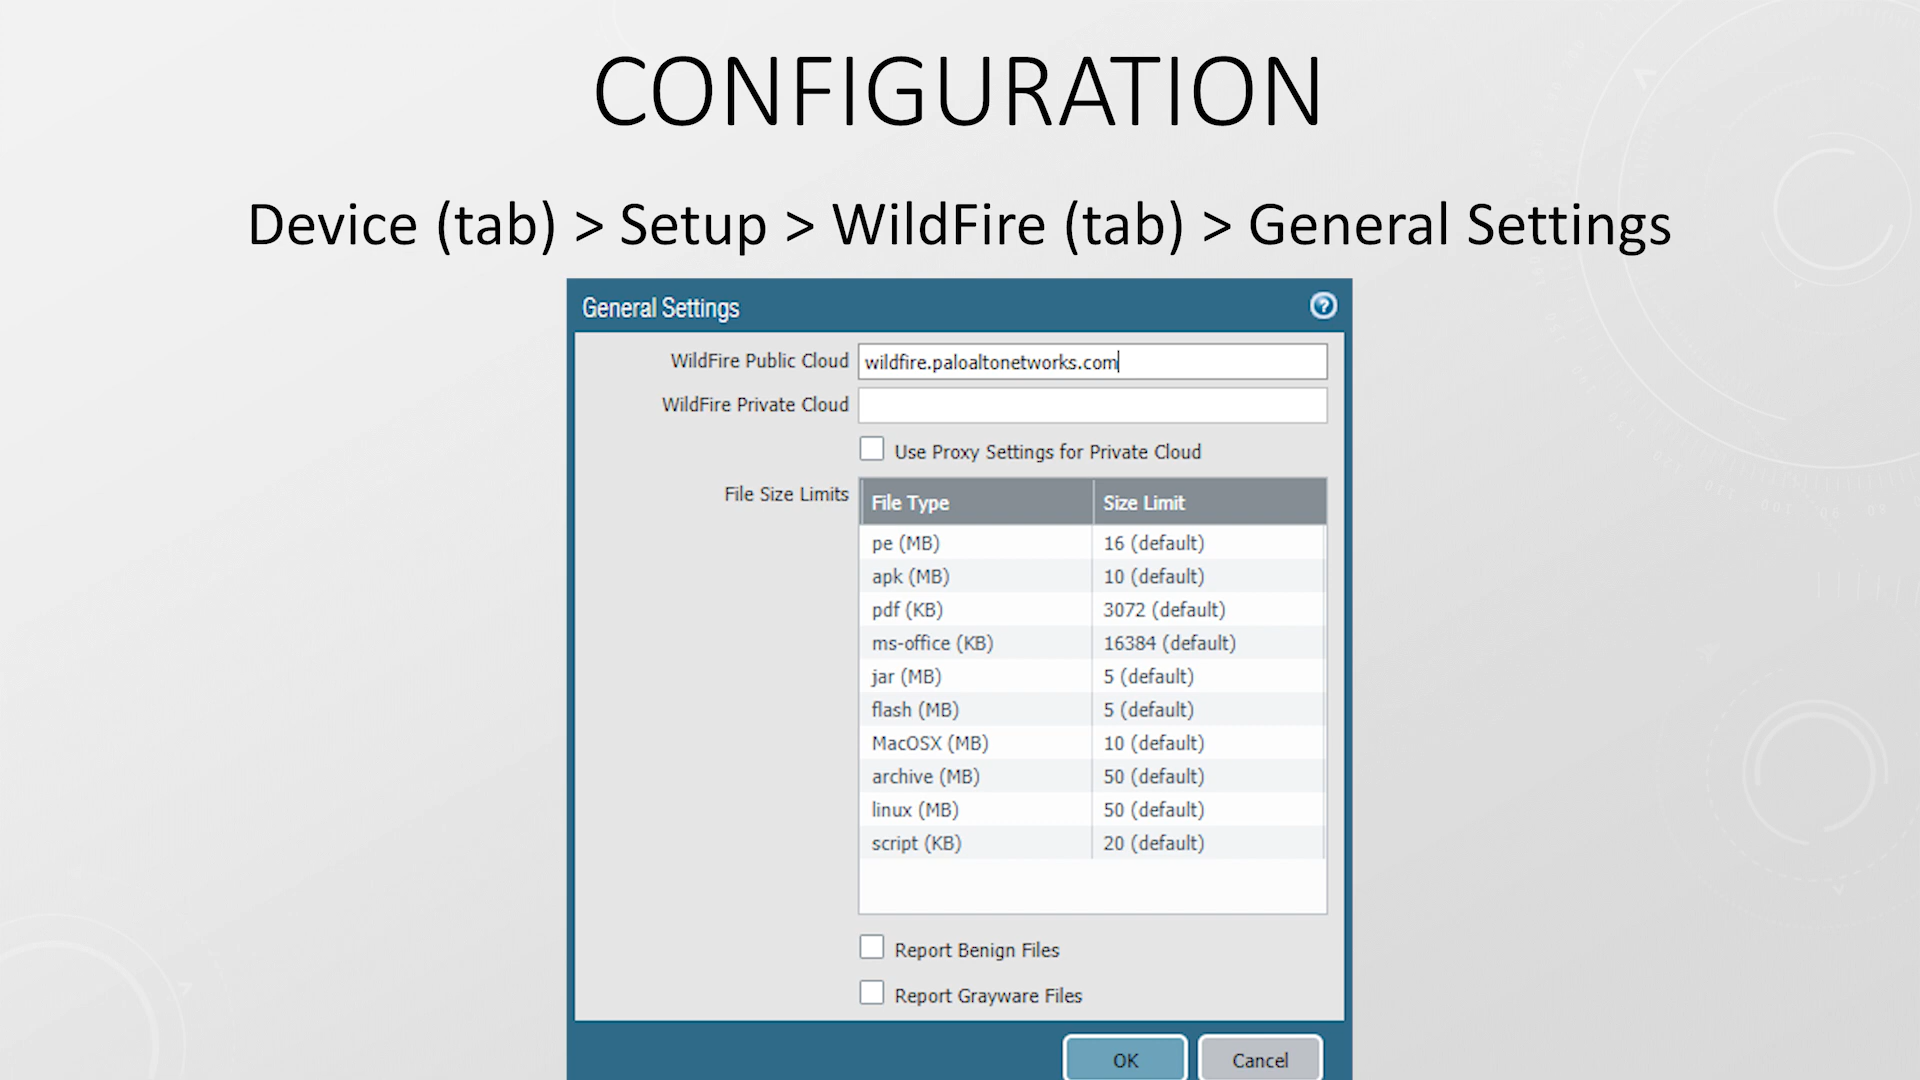 CONFIGURATION
Device (tab) > Setup > WildFire (tab) > General Settings
General Settings
?
WildFire Public Cloud wildfire.paloaltonetworks.com
WildFire Private Cloud
Use Proxy Settings for Private Cloud
File Size Limits File Type Size Limit
pe (MB) 16 (default)
apk (MB) 10 (default)
pdf (KB) 3072 (default)
ms-office (KB) 16384 (default)
jar (MB) 5 (default)
flash (MB) 5 (default)
MacOSX (MB) 10 (default)
archive (MB) 50 (default)
linux (MB) 50 (default)
script (KB) 20 (default)
Report Benign Files
Report Grayware Files
OK Cancel